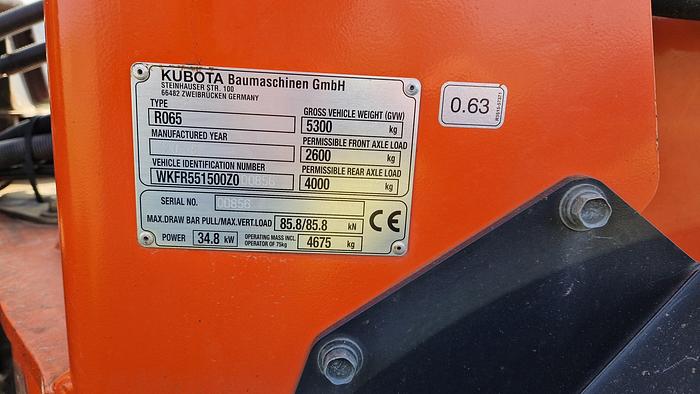 KUBOTA Baumaschinen GmbH
STEINHAUSER STR. 100
66482 ZWEIBRÜCKEN GERMANY
TYPE
R065
GROSS VEHICLE WEIGHT (GVW)
5300 kg
MANUFACTURED YEAR
PERMISSIBLE FRONT AXLE LOAD
2600 kg
VEHICLE IDENTIFICATION NUMBER
WKFR551500Z000856
PERMISSIBLE REAR AXLE LOAD
4000 kg
SERIAL NO. 00856
MAX.DRAW BAR PULL/MAX.VERT.LOAD 85.8/85.8 kN
CE
POWER 34.8 kW OPERATING MASS INCL. OPERATOR OF 75kg 4675 kg
0.63